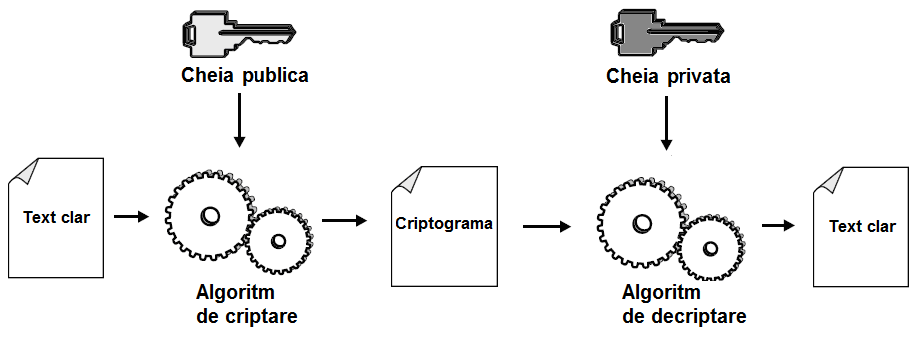 Cheia publica
Cheia privata
Text clar
Criptograma
Text clar
Algoritm
de criptare
Algoritm
de decriptare